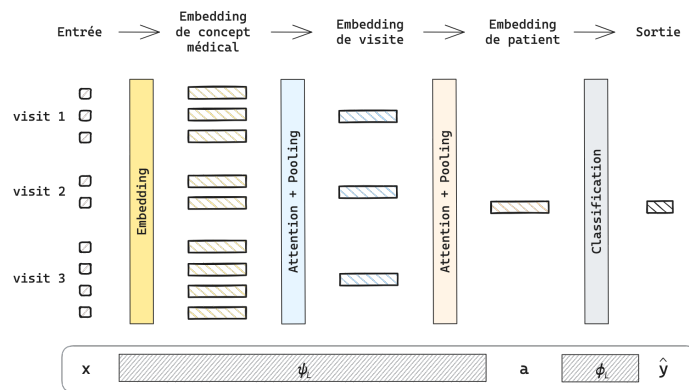 Entrée
Embedding
de concept
médical
Embedding
de visite
Embedding
de patient
Sortie
visit 1
visit 2
visit 3
Embedding
Attention + Pooling
Attention + Pooling
Classification
x
ψL
a
ϕL
ŷ